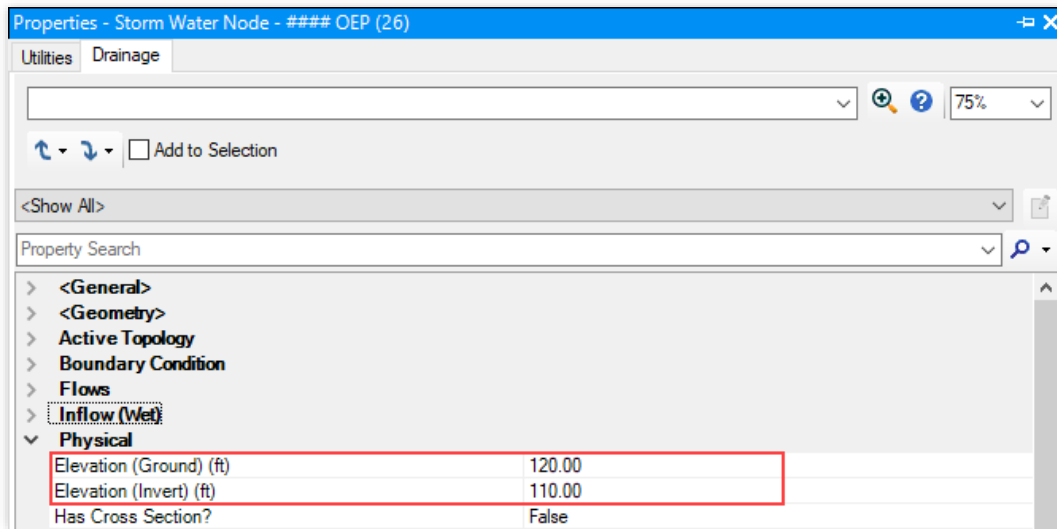 Properties - Storm Water Node - #### OEP (26)
Utilities Drainage
75%
Add to Selection
<Show All>
Property Search
<General>
<Geometry>
Active Topology
Boundary Condition
Flows
Inflow (Wet)
Physical
Elevation (Ground) (ft) 120.00
Elevation (Invert) (ft) 110.00
Has Cross Section? False